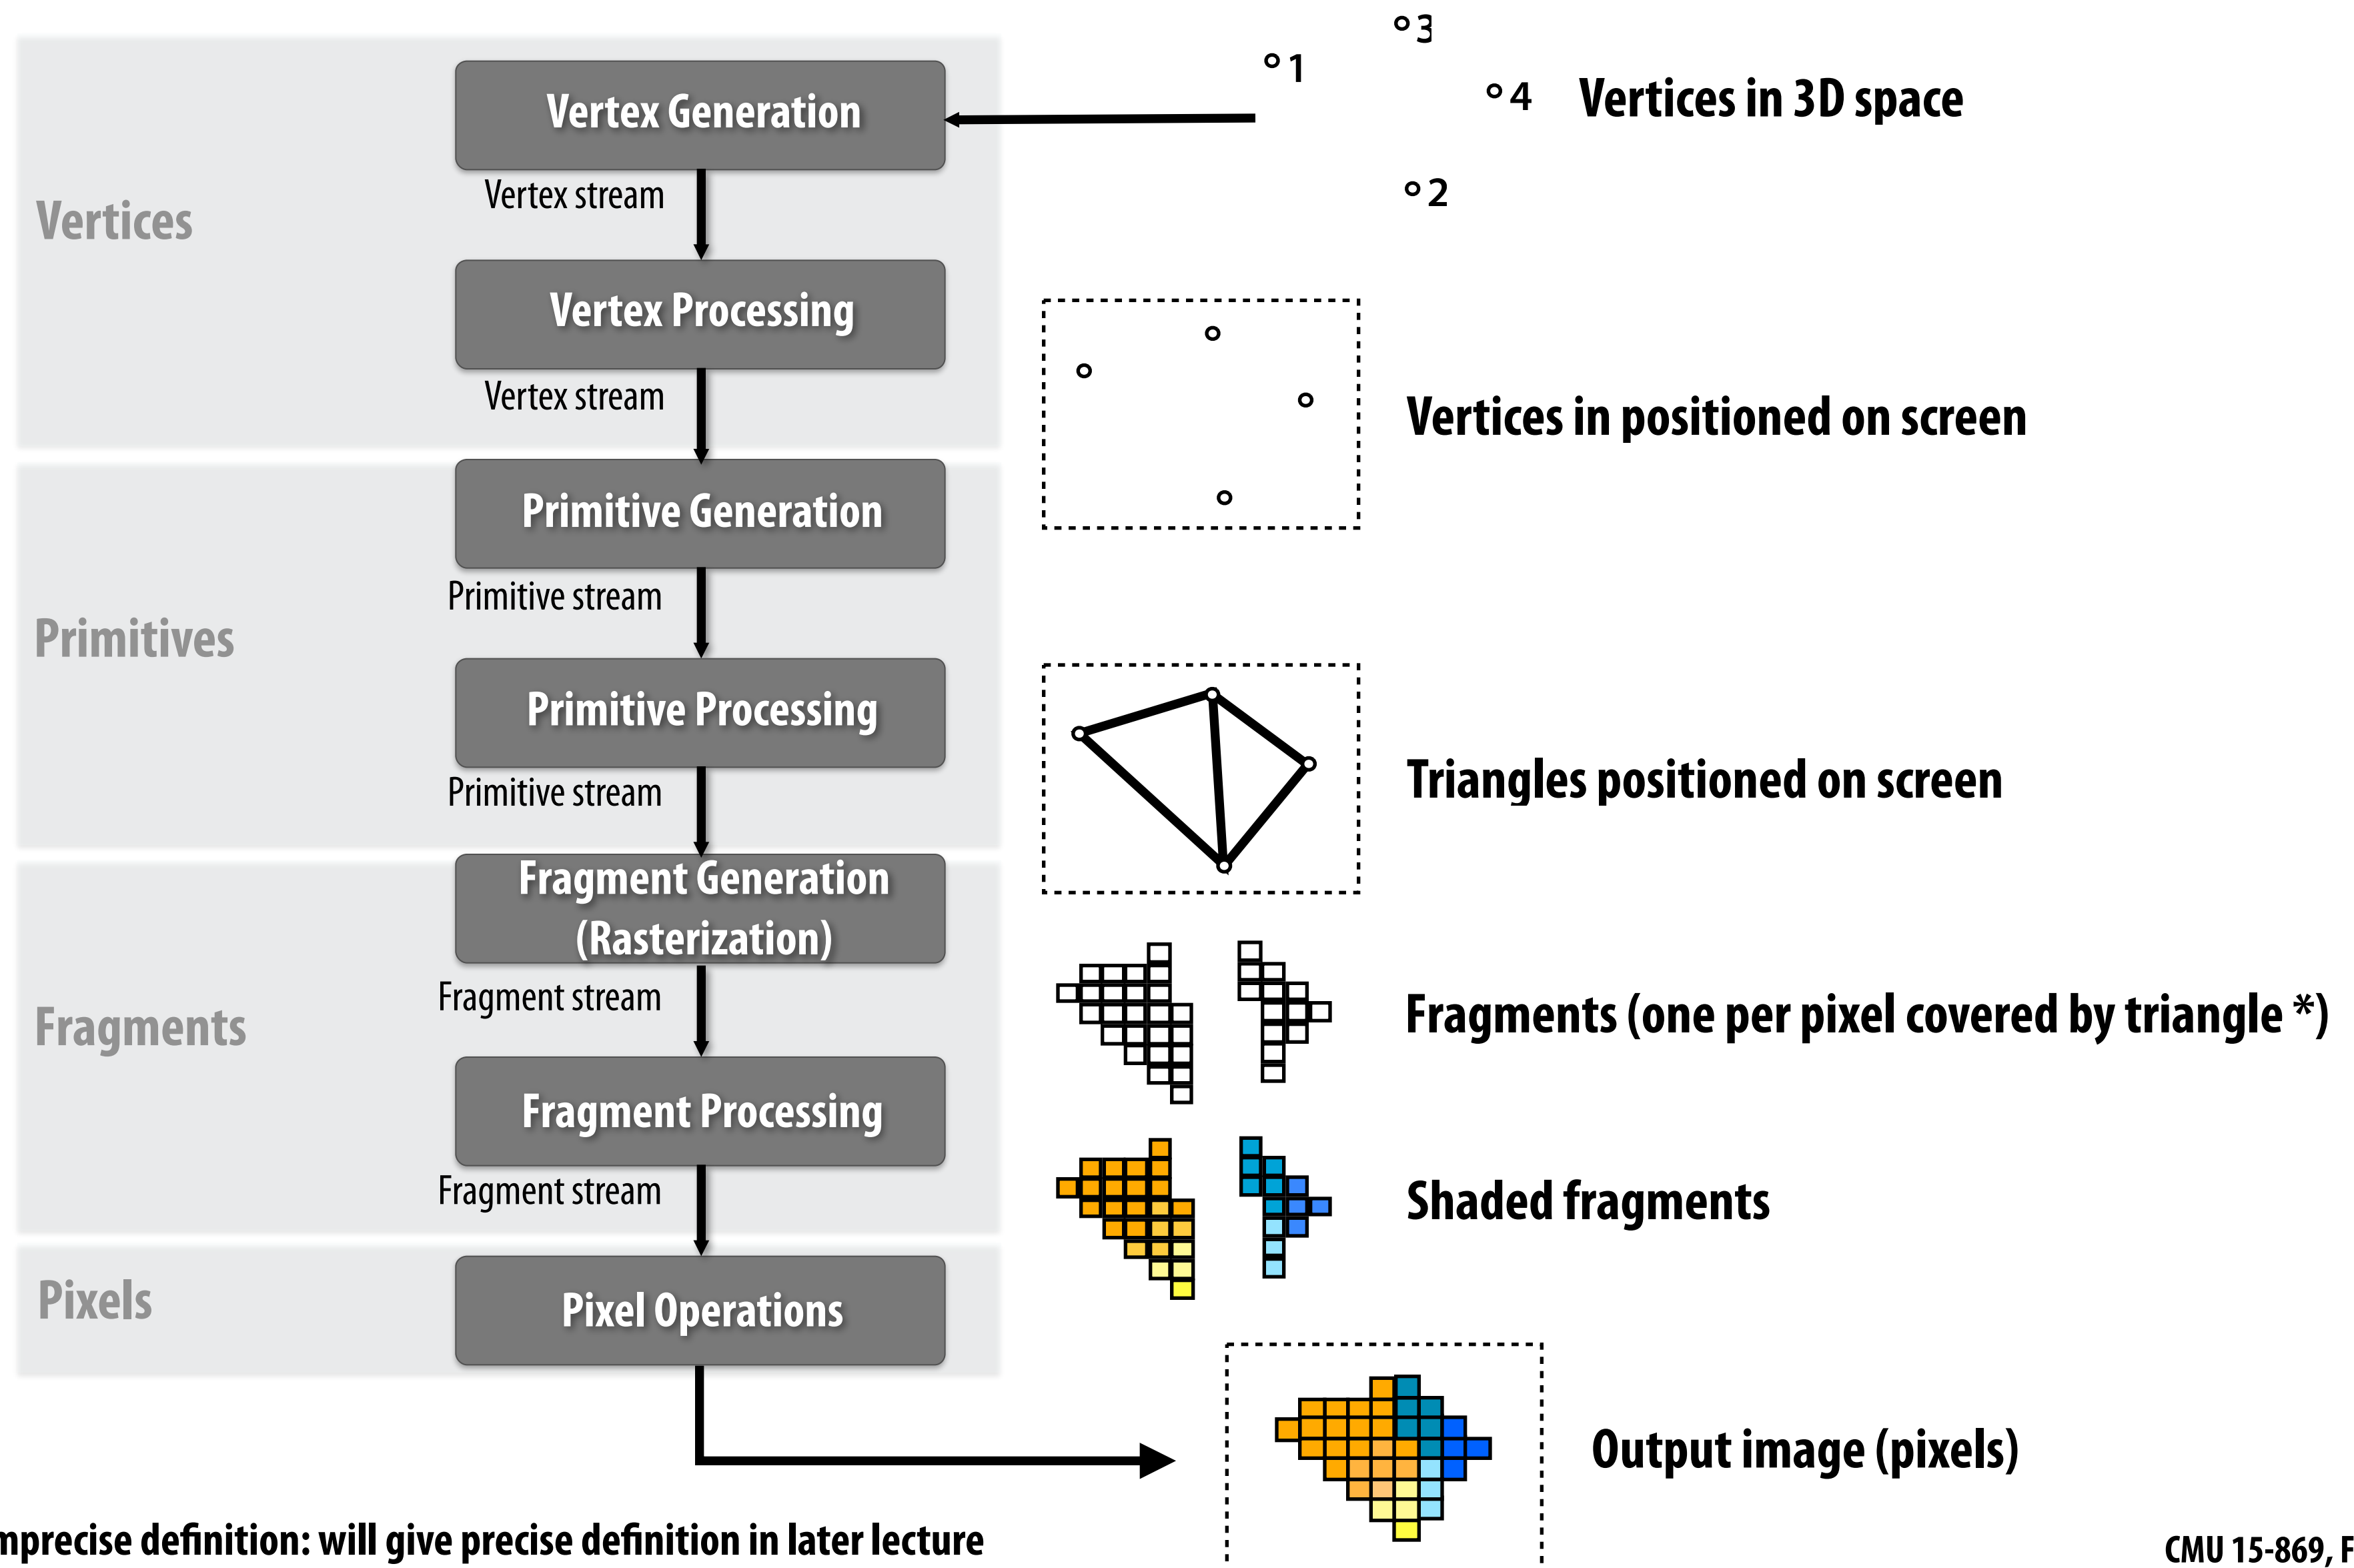 3
1
Vertex Generation
4
Vertices in 3D space
Vertex stream
2
Vertices
Vertex Processing
Vertex stream
Vertices in positioned on screen
Primitive Generation
Primitive stream
Primitives
Primitive Processing
Triangles positioned on screen
Primitive stream
Fragment Generation
(Rasterization)
Fragment stream
Fragments (one per pixel covered by triangle *)
Fragments
Fragment Processing
Fragment stream
Shaded fragments
Pixels
Pixel Operations
Output image (pixels)
definition: will give precise definition in later lecture
CMU 15-869, F